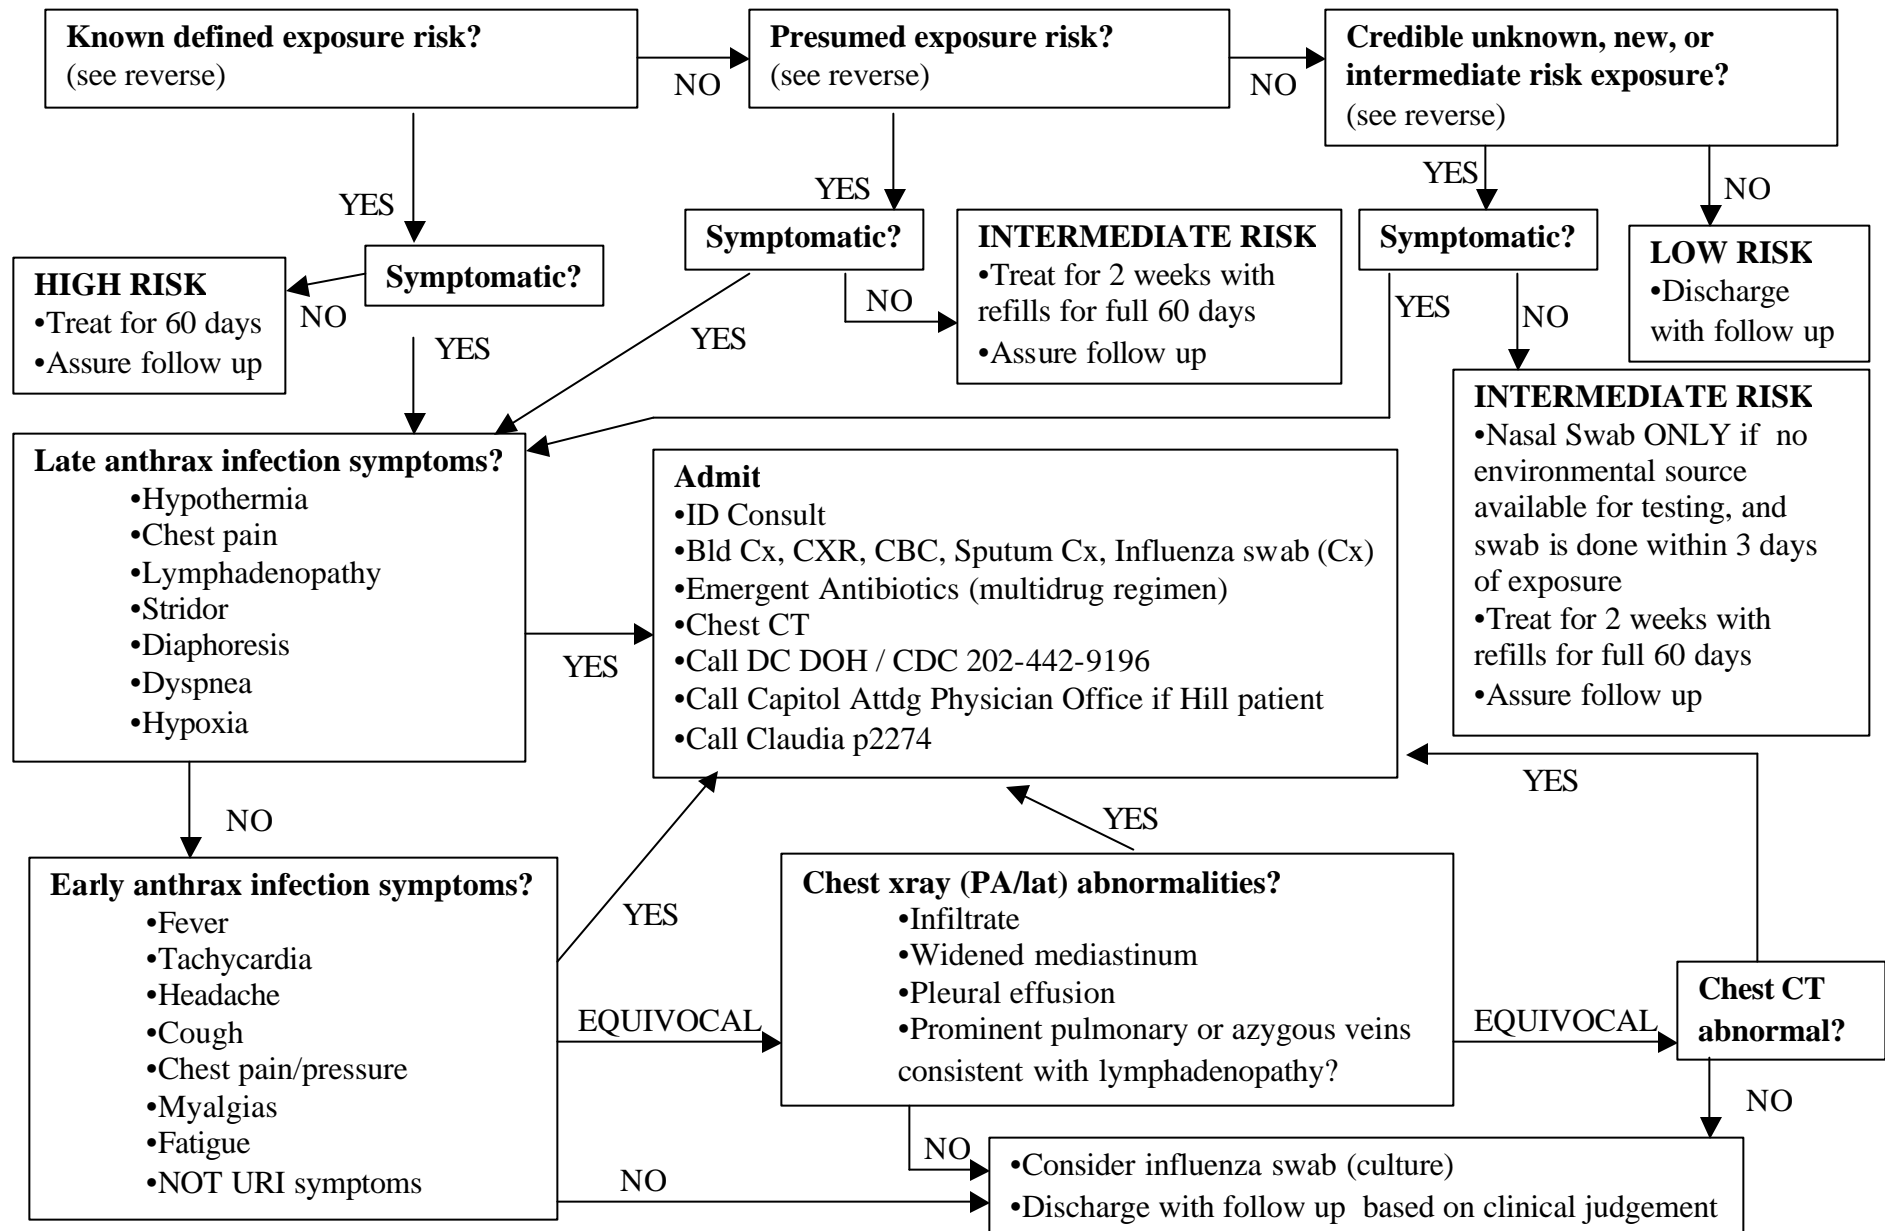 Known defined exposure risk?
(see reverse)
NO
Presumed exposure risk?
(see reverse)
NO
Credible unknown, new, or
intermediate risk exposure?
(see reverse)
YES
YES
YES
NO
Symptomatic?
HIGH RISK
•Treat for 60 days
•Assure follow up
NO
YES
Symptomatic?
YES
NO
INTERMEDIATE RISK
•Treat for 2 weeks with
refills for full 60 days
•Assure follow up
Symptomatic?
YES
NO
LOW RISK
•Discharge
with follow up
INTERMEDIATE RISK
•Nasal Swab ONLY if no
environmental source
available for testing, and
swab is done within 3 days
of exposure
•Treat for 2 weeks with
refills for full 60 days
•Assure follow up
Late anthrax infection symptoms?
•Hypothermia
•Chest pain
•Lymphadenopathy
•Stridor
•Diaphoresis
•Dyspnea
•Hypoxia
YES
NO
Admit
•ID Consult
•Bld Cx, CXR, CBC, Sputum Cx, Influenza swab (Cx)
•Emergent Antibiotics (multidrug regimen)
•Chest CT
•Call DC DOH / CDC 202-442-9196
•Call Capitol Attdg Physician Office if Hill patient
•Call Claudia p2274
Early anthrax infection symptoms?
•Fever
•Tachycardia
•Headache
•Cough
•Chest pain/pressure
•Myalgias
•Fatigue
•NOT URI symptoms
YES
EQUIVOCAL
NO
Chest xray (PA/lat) abnormalities?
•Infiltrate
•Widened mediastinum
•Pleural effusion
•Prominent pulmonary or azygous veins
consistent with lymphadenopathy?
YES
EQUIVOCAL
NO
Chest CT
abnormal?
YES
NO
•Consider influenza swab (culture)
•Discharge with follow up based on clinical judgement